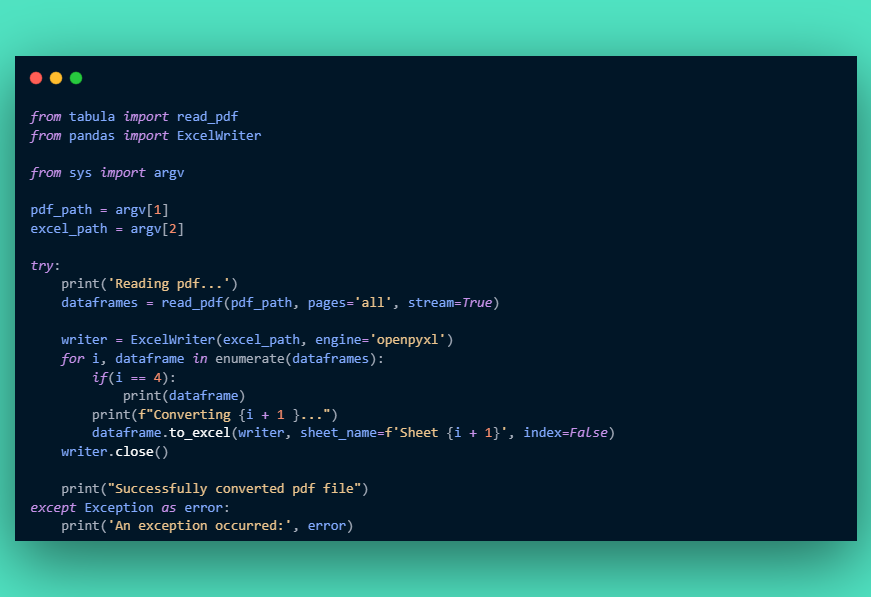 from tabula import read_pdf
from pandas import ExcelWriter

from sys import argv

pdf_path = argv[1]
excel_path = argv[2]

try:
    print('Reading pdf...')
    dataframes = read_pdf(pdf_path, pages='all', stream=True)

    writer = ExcelWriter(excel_path, engine='openpyxl')
    for i, dataframe in enumerate(dataframes):
        if(i == 4):
            print(dataframe)
        print(f"Converting {i + 1 }...")
        dataframe.to_excel(writer, sheet_name=f'Sheet {i + 1}', index=False)
    writer.close()

    print("Successfully converted pdf file")
except Exception as error:
    print('An exception occurred:', error)